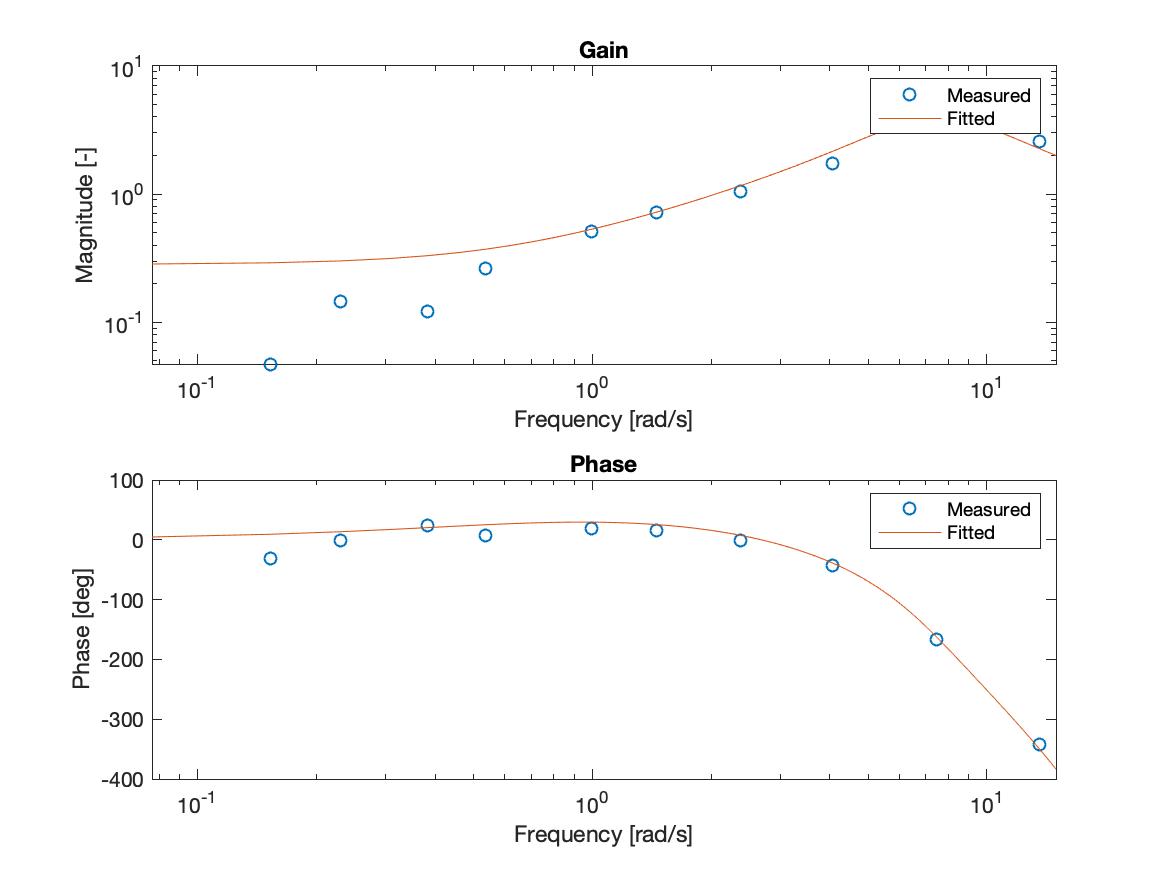 Gain
Magnitude [-]
10^1
10^0
10^-1
Measured
Fitted
10^-1 10^0 10^1
Frequency [rad/s]
Phase
Phase [deg]
100
0
-100
-200
-300
-400
Measured
Fitted
10^-1 10^0 10^1
Frequency [rad/s]